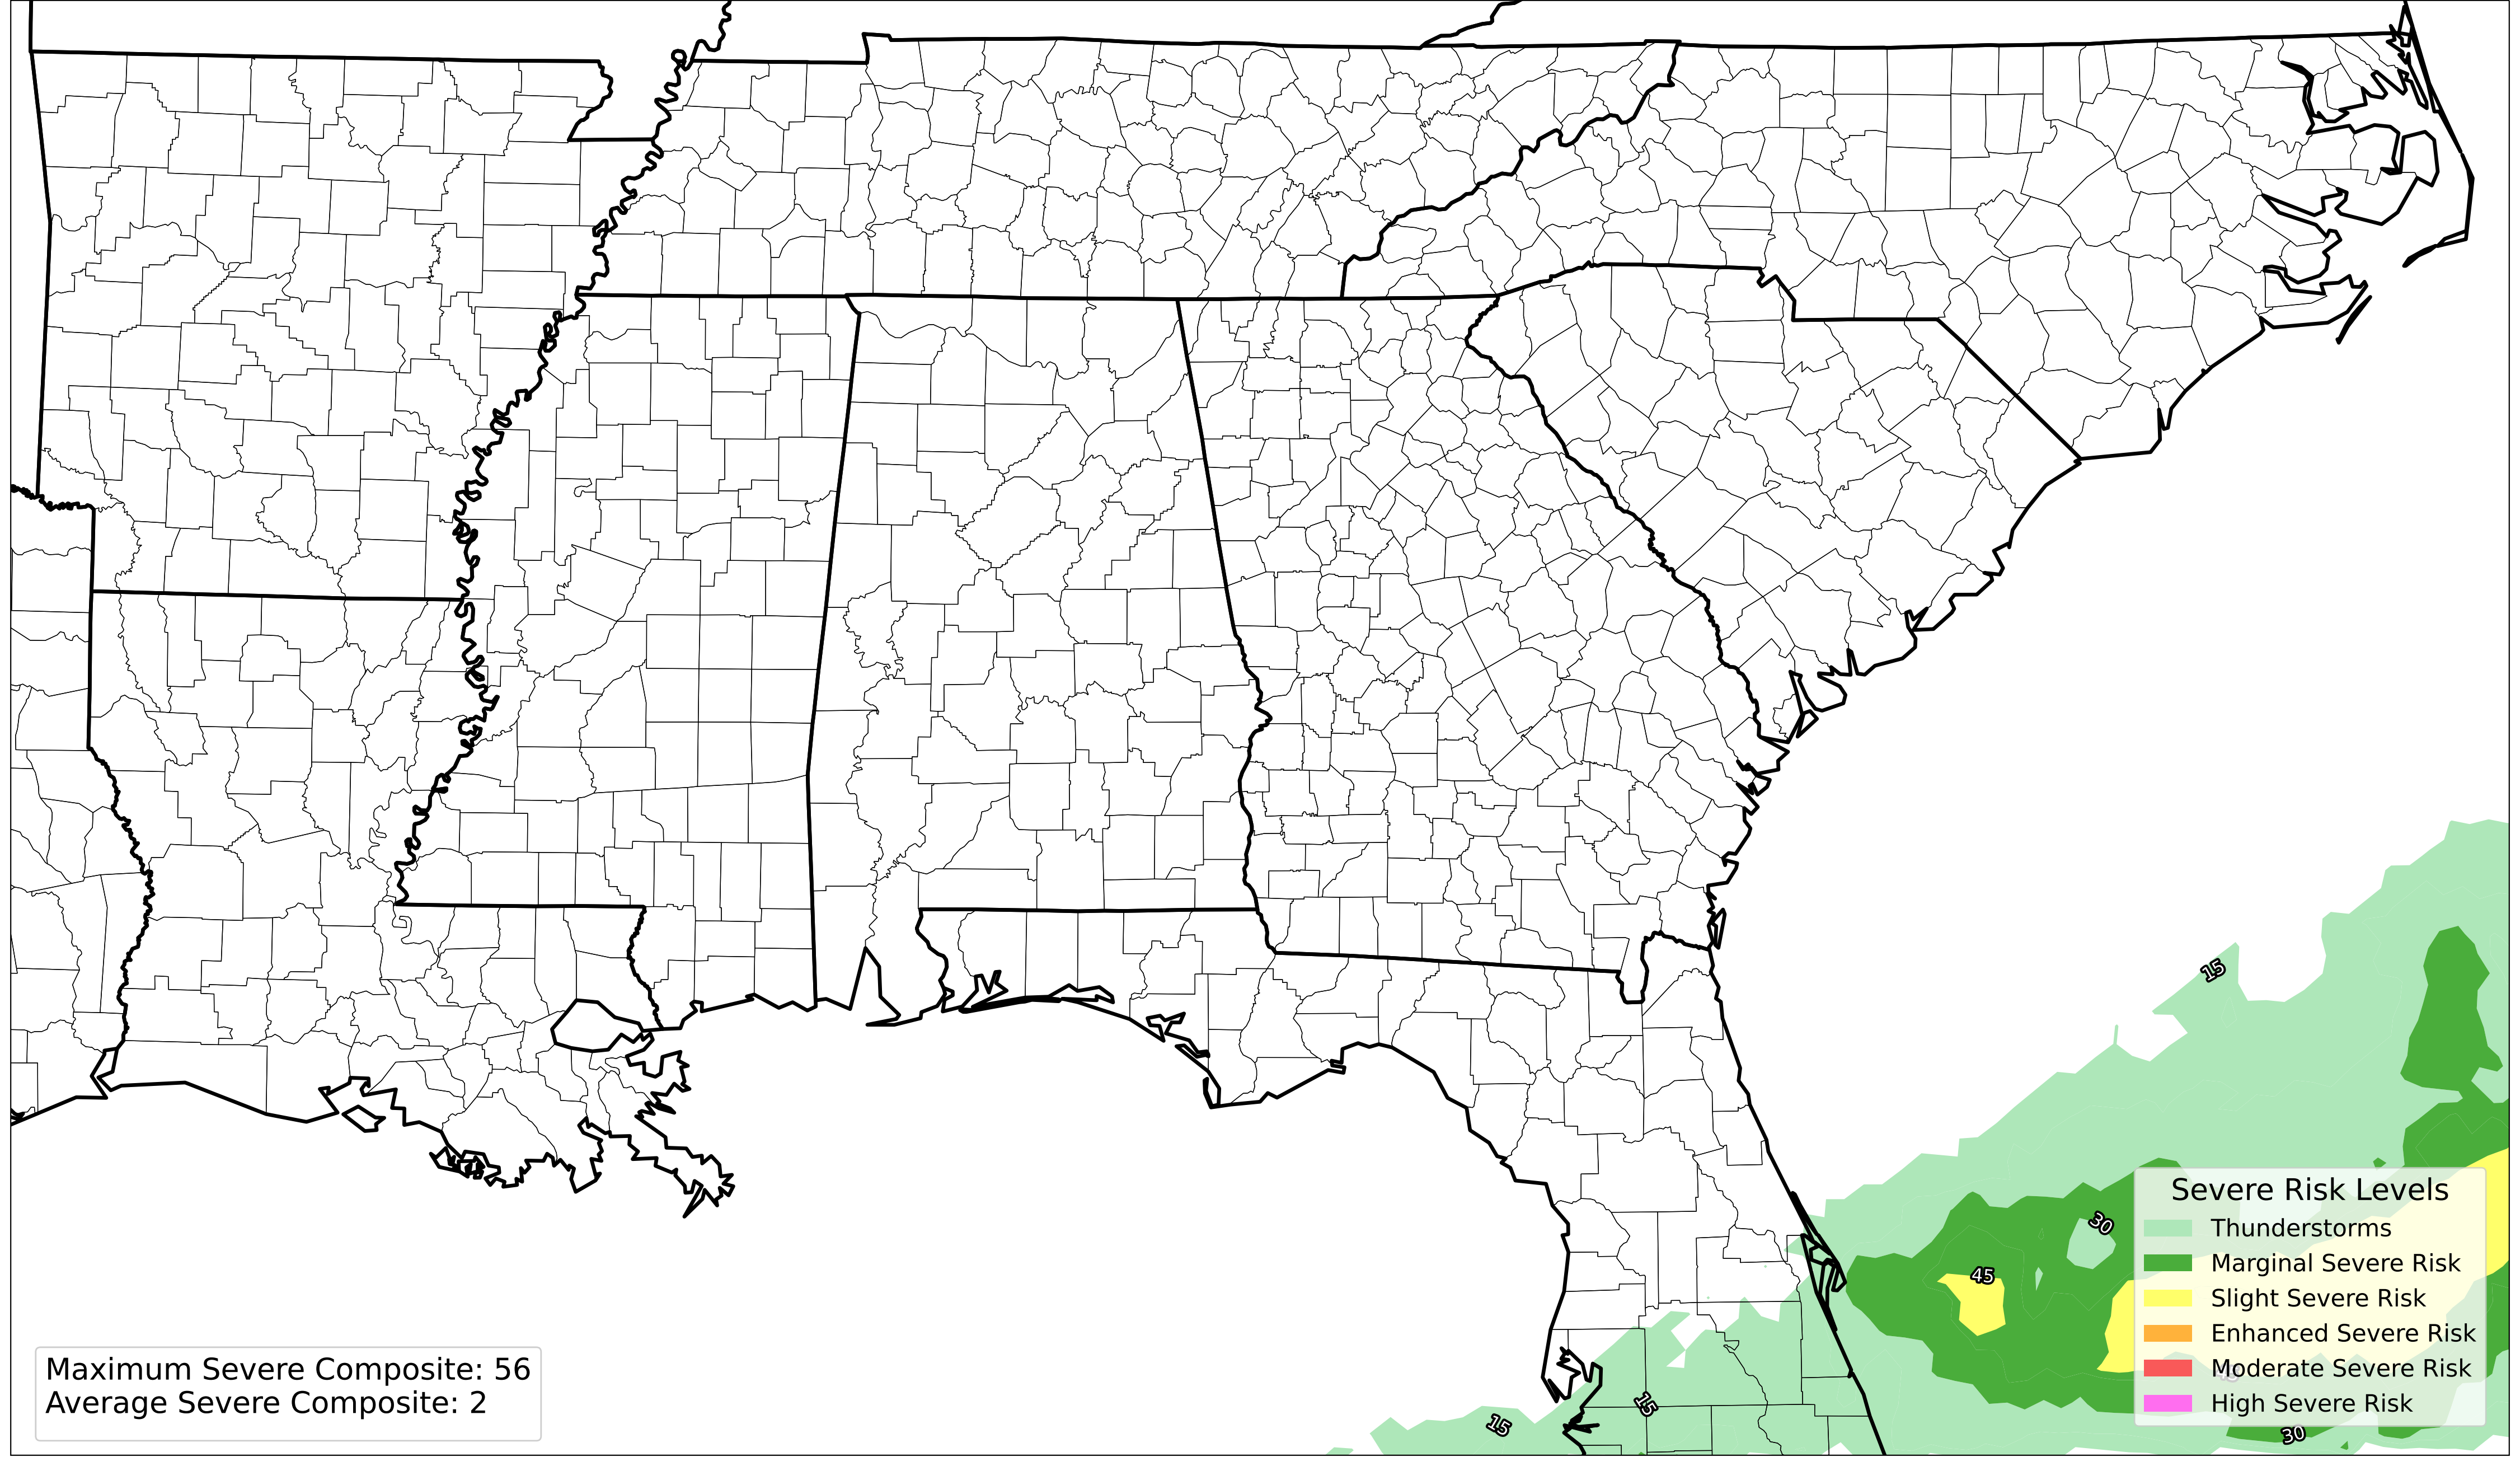 15
Severe Risk Levels
30
Thunderstorms
Marginal Severe Risk
45
Slight Severe Risk
Enhanced Severe Risk
Maximum Severe Composite: 56
Moderate Severe Risk
Average Severe Composite: 2
High Severe Risk
15
15
30